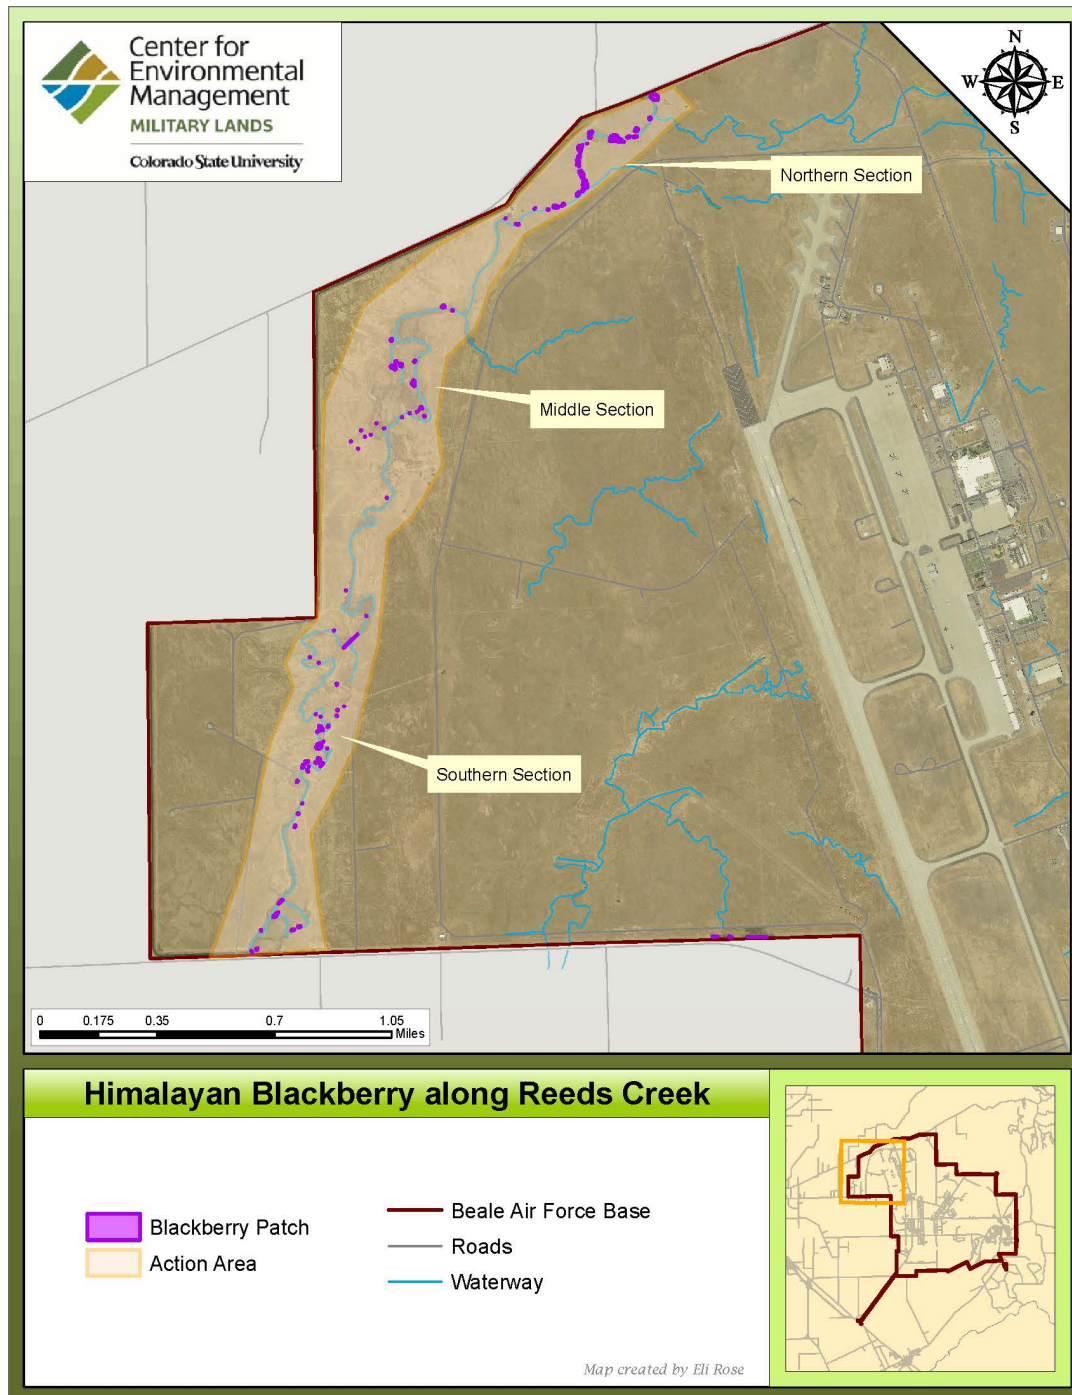 Center for
Environmental
Management
MILITARY LANDS
Colorado State University
N
W
E
S
Northern Section
Middle Section
Southern Section
0 0.175 0.35 0.7 1.05
Miles
Himalayan Blackberry along Reeds Creek
Blackberry Patch
Action Area
Beale Air Force Base
Roads
Waterway
Map created by Eli Rose